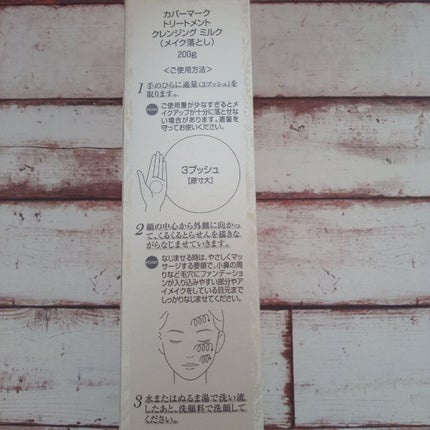 カバーマーク
トリートメント
クレンジング ミルク
(メイク落とし)
200g
<ご使用方法>
1 手のひらに適量(3プッシュ)を
取ります。
POINT ご使用量が少なすぎるとメ
イクアップが十分に落とせな
い場合があります。適量を
守ってお使いください。
3プッシュ
[原寸大]
2 顔の中心から外側に向かっ
て、くるくるとらせんを描きな
がらなじませていきます。
POINT なじませる時は、やさしくマッ
サージする要領で、小鼻の周
りなど毛穴にファンデーショ
ンが入り込みやすい部分やア
イメイクをしている目元まで
しっかりなじませてください。
3 水またはぬるま湯で洗い流
したあと、洗顔料で洗顔して
ください。